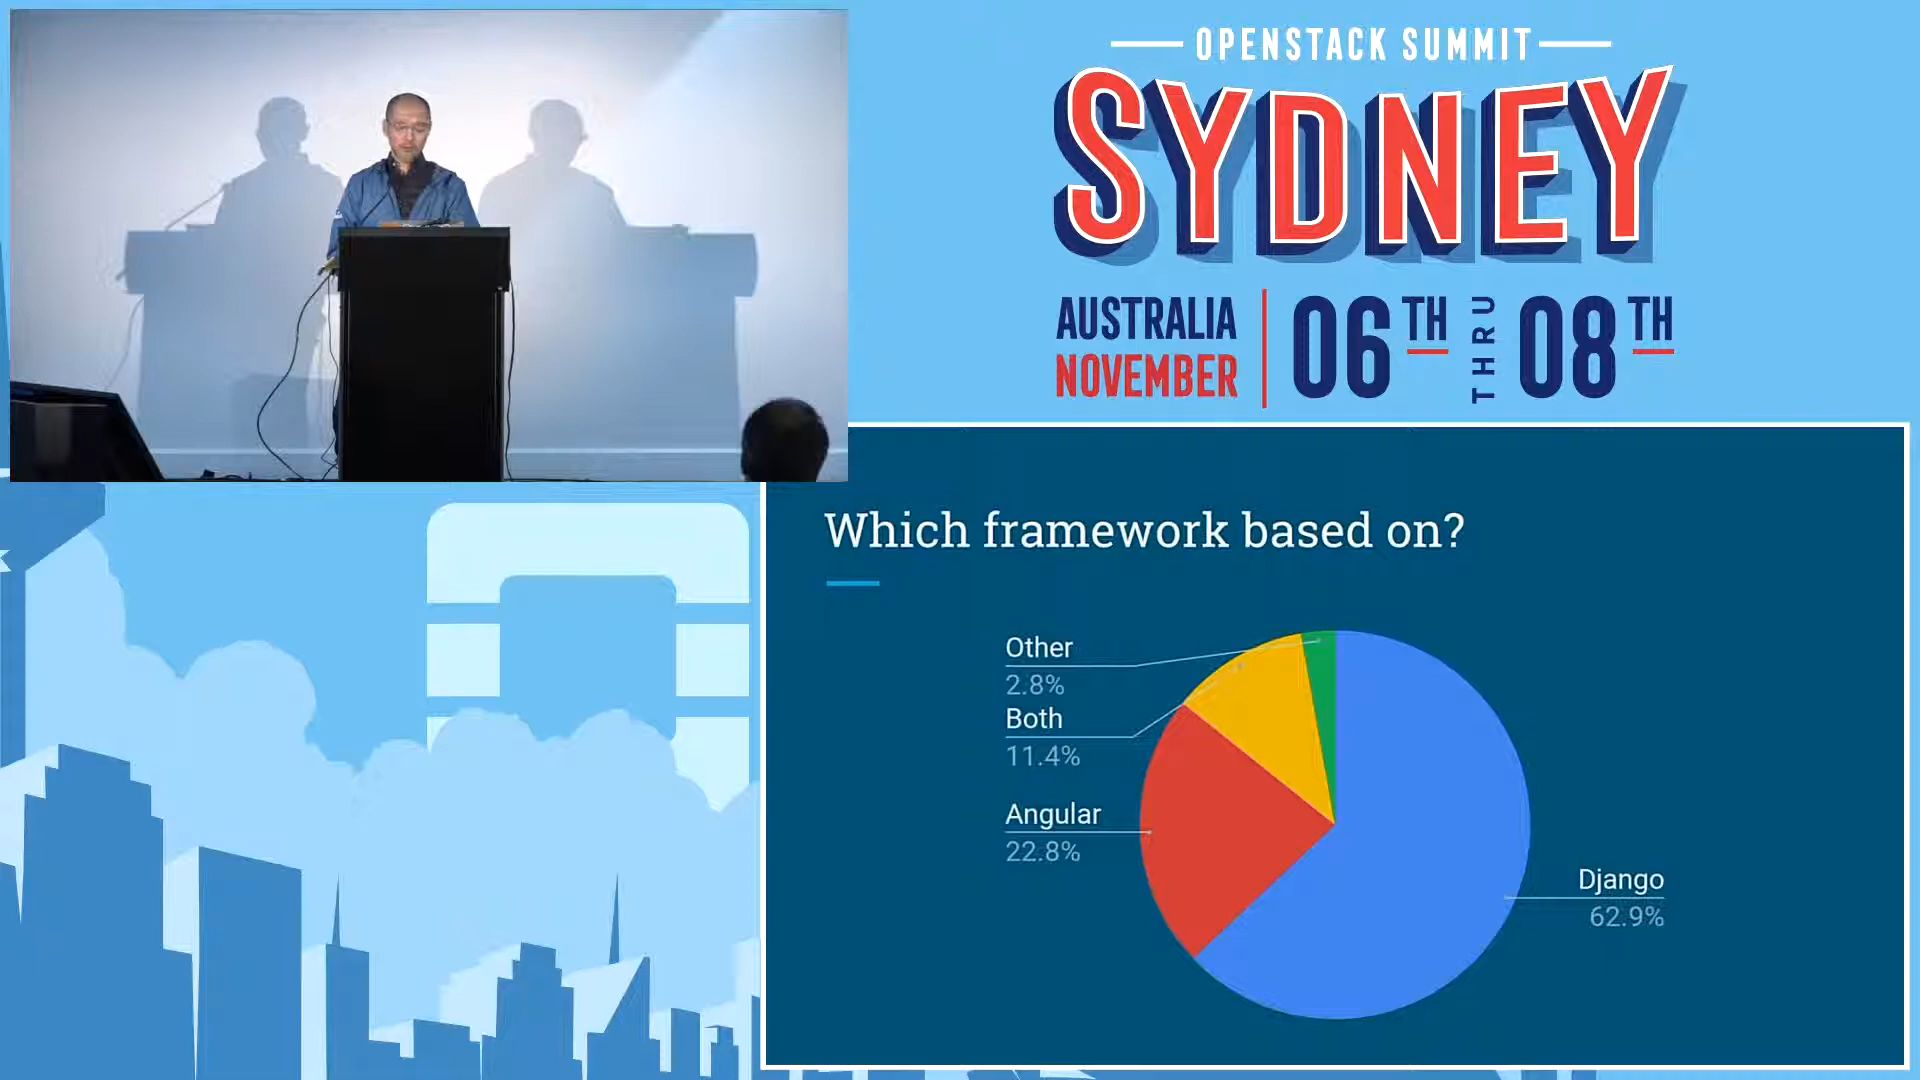 OPENSTACK SUMMIT
SYDNEY
AUSTRALIA
NOVEMBER
06TH THRU 08TH
Which framework based on?
Other
2.8%
Both
11.4%
Angular
22.8%
Django
62.9%